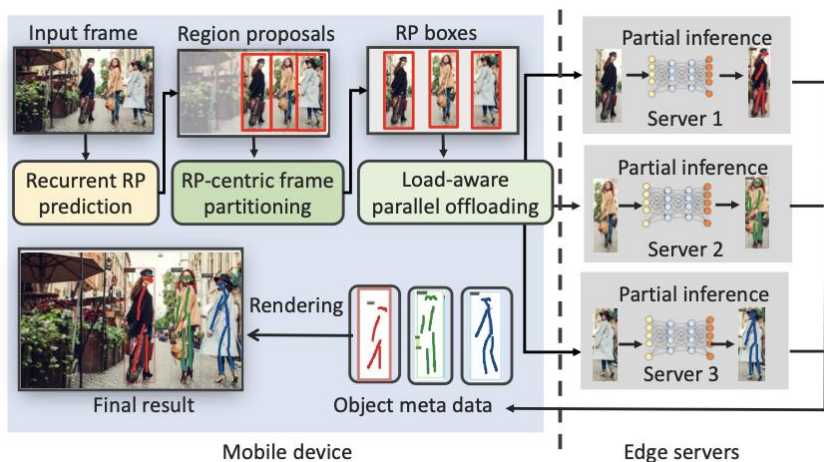 Input frame
Region proposals
RP boxes
Recurrent RP
prediction
RP-centric frame
partitioning
Load-aware
parallel offloading
Partial inference
Server 1
Partial inference
Server 2
Partial inference
Server 3
Rendering
Final result
Object meta data
Mobile device
Edge servers